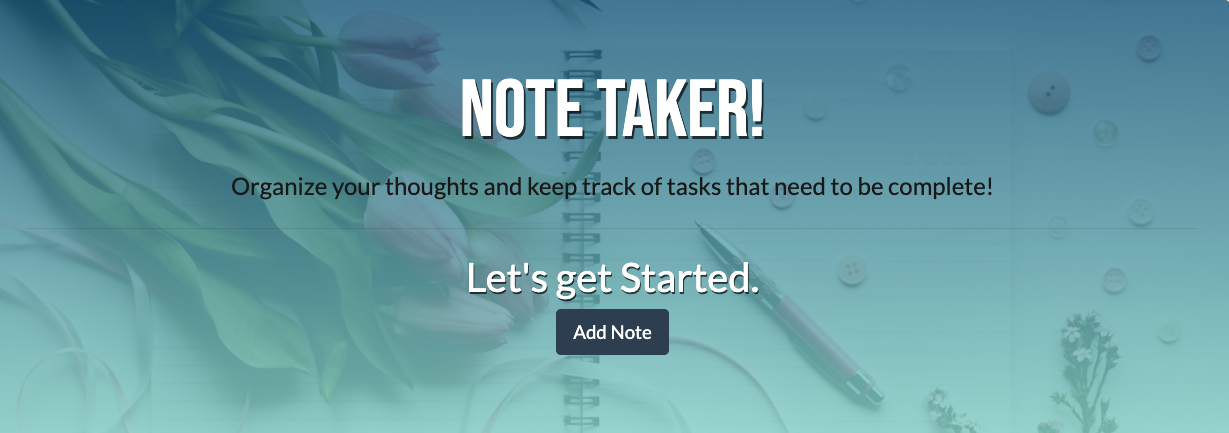 NOTE TAKER!
Organize your thoughts and keep track of tasks that need to be complete!
Let's get Started.
Add Note